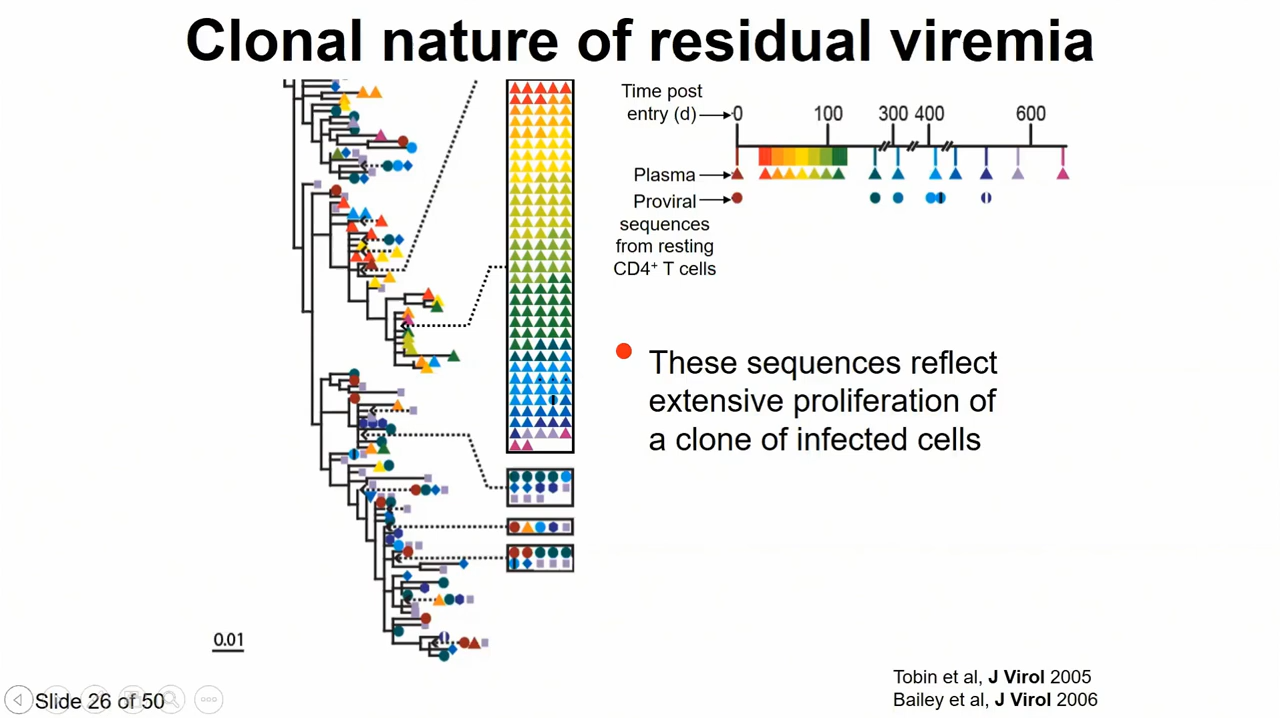 Clonal nature of residual viremia
Time post
entry (d)
0
100
300
400
600
Plasma
Proviral
sequences
from resting
CD4⁺ T cells
These sequences reflect
extensive proliferation of
a clone of infected cells
0.01
Tobin et al, J Virol 2005
Bailey et al, J Virol 2006
Slide 26 of 50